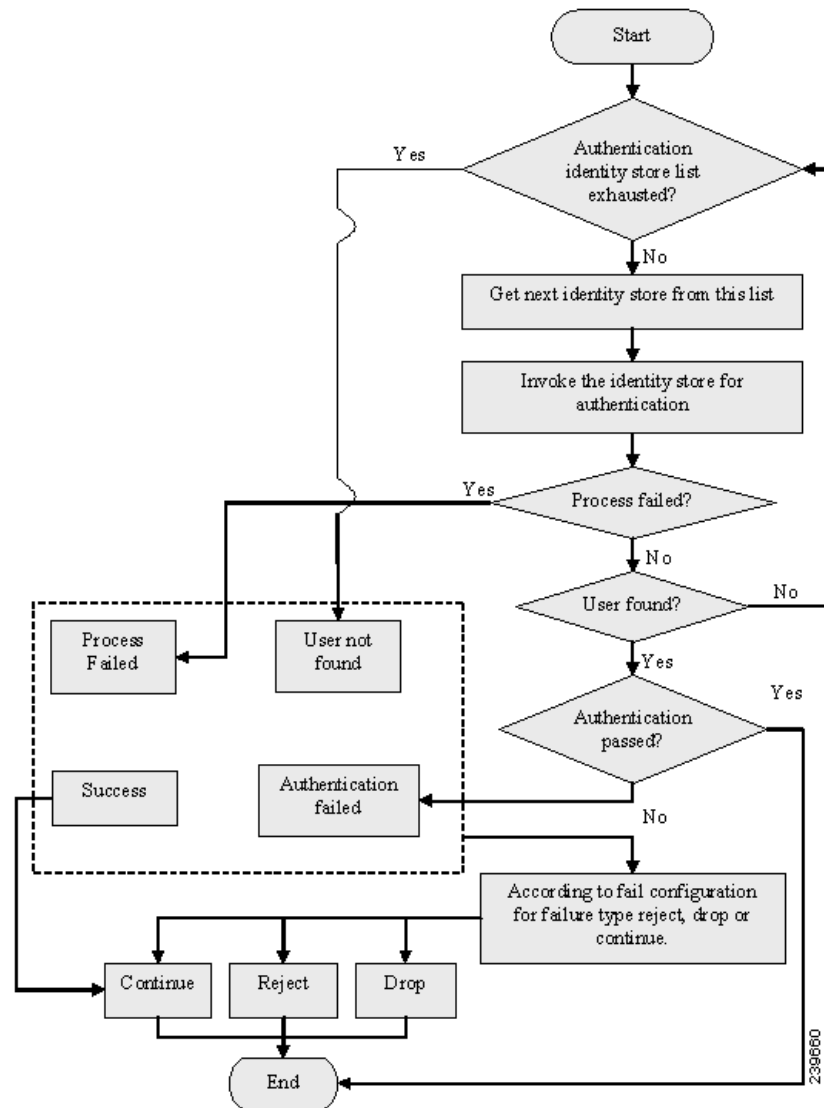 Start
Authentication
identity store list
exhausted?
Yes
No
Get next identity store from this list
Invoke the identity store for
authentication
Yes
Process failed?
No
User found?
No
Process
Failed
User not
found
Yes
Yes
Authentication
passed?
Success
Authentication
failed
No
According to fail configuration
for failure type reject, drop or
continue.
Continue
Reject
Drop
End
239660